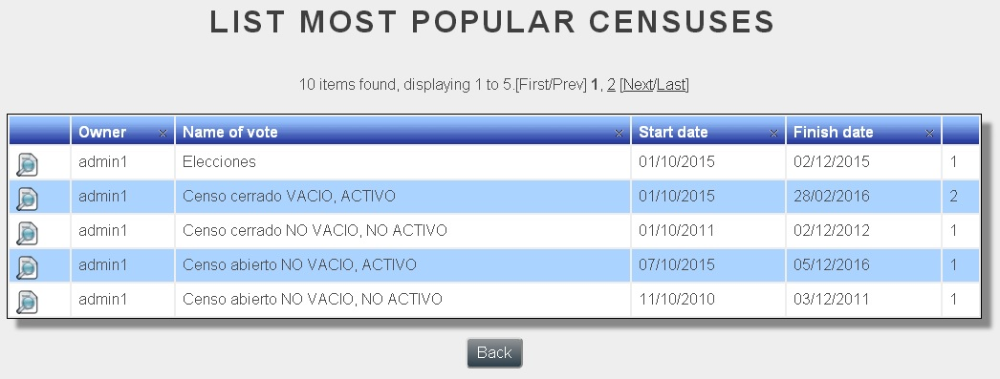 LIST MOST POPULAR CENSUSES
10 items found, displaying 1 to 5.[First/Prev] 1, 2 [Next/Last]
Owner Name of vote Start date Finish date
admin1 Elecciones 01/10/2015 02/12/2015 1
admin1 Censo cerrado VACIO, ACTIVO 01/10/2015 28/02/2016 2
admin1 Censo cerrado NO VACIO, NO ACTIVO 01/10/2011 02/12/2012 1
admin1 Censo abierto NO VACIO, ACTIVO 07/10/2015 05/12/2016 1
admin1 Censo abierto NO VACIO, NO ACTIVO 11/10/2010 03/12/2011 1
Back